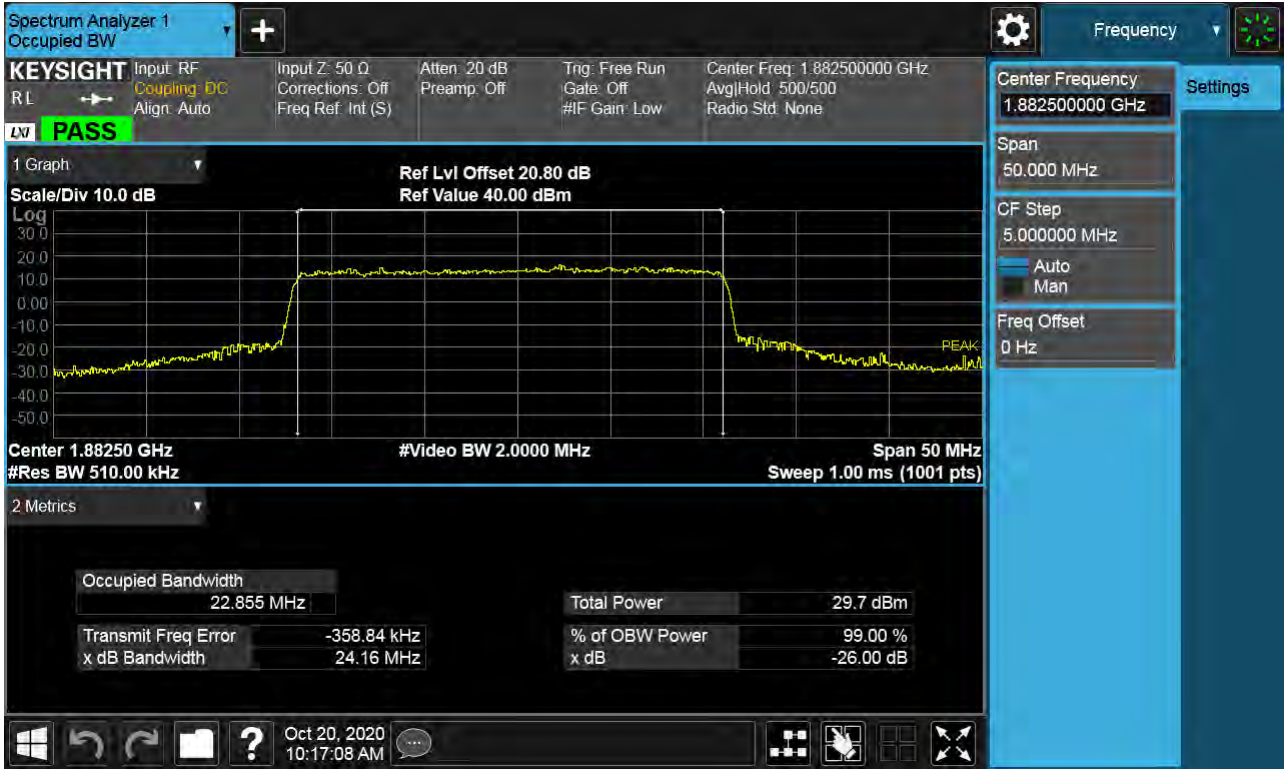 Spectrum Analyzer 1
Occupied BW
Frequency
KEYSIGHT
RL
LXI
PASS
Input: RF
Coupling: DC
Align: Auto
Input Z: 50 Ω
Corrections: Off
Freq Ref: Int (S)
Atten: 20 dB
Preamp: Off
Trig: Free Run
Gate: Off
#IF Gain: Low
Center Freq: 1.882500000 GHz
Avg|Hold: 500/500
Radio Std: None
Center Frequency
1.882500000 GHz
Settings
Span
50.000 MHz
CF Step
5.000000 MHz
Auto
Man
Freq Offset
0 Hz
1 Graph
Scale/Div 10.0 dB
Ref Lvl Offset 20.80 dB
Ref Value 40.00 dBm
Log
30.0
20.0
10.0
0.00
-10.0
-20.0
-30.0
-40.0
-50.0
PEAK
Center 1.88250 GHz
#Video BW 2.0000 MHz
Span 50 MHz
#Res BW 510.00 kHz
Sweep 1.00 ms (1001 pts)
2 Metrics
Occupied Bandwidth
22.855 MHz
Total Power 29.7 dBm
Transmit Freq Error -358.84 kHz
% of OBW Power 99.00 %
x dB Bandwidth 24.16 MHz
x dB -26.00 dB
?
Oct 20, 2020
10:17:08 AM